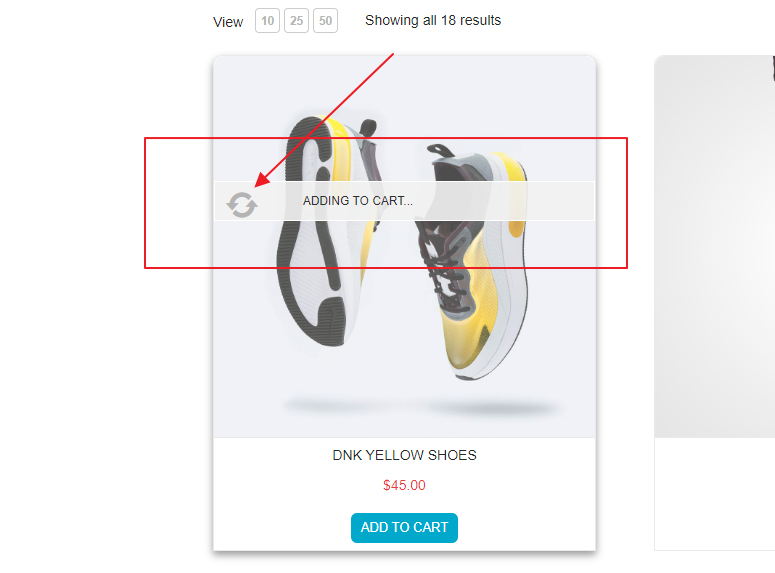 View 10 25 50 Showing all 18 results
ADDING TO CART...
DNK YELLOW SHOES
$45.00
ADD TO CART